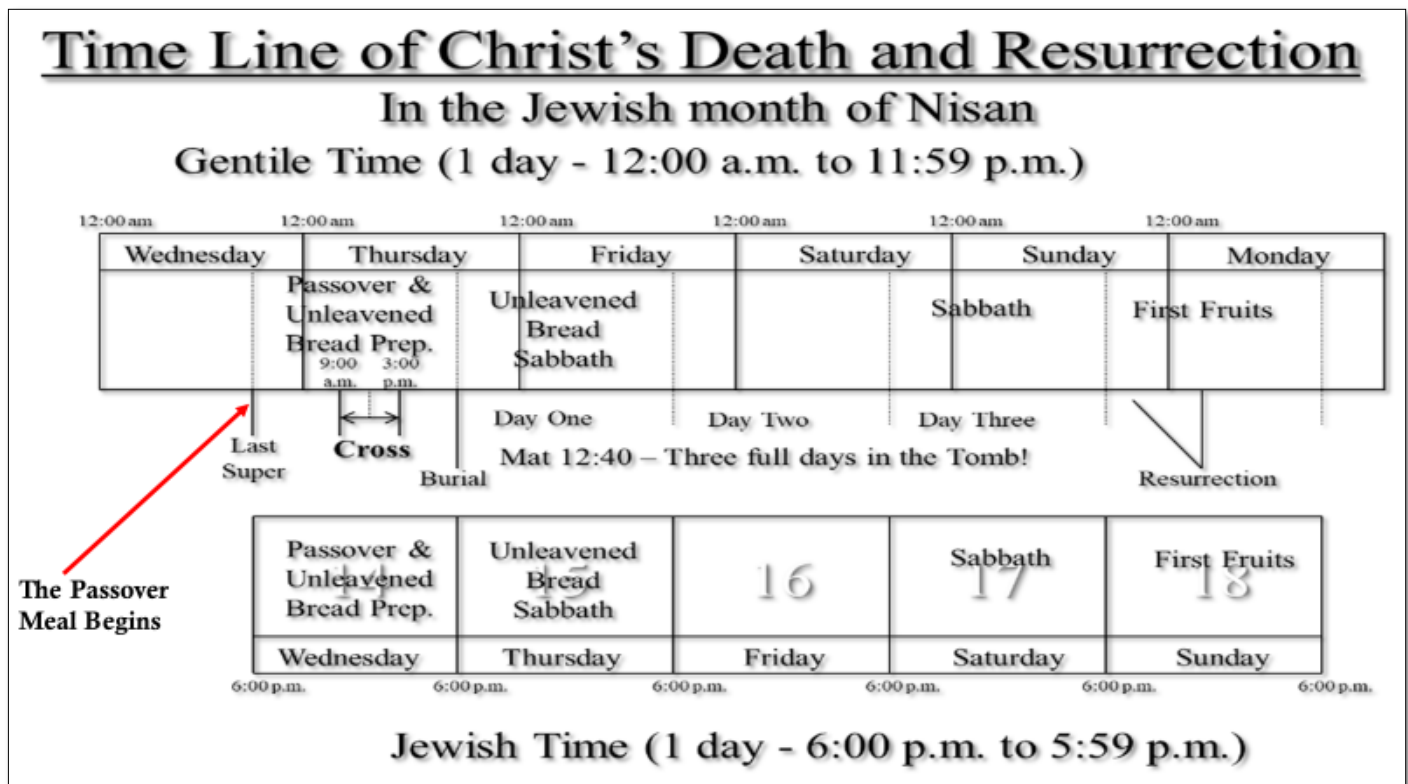 Time Line of Christ's Death and Resurrection
In the Jewish month of Nisan
Gentile Time (1 day - 12:00 a.m. to 11:59 p.m.)
12:00 am 12:00 am 12:00 am 12:00 am 12:00 am 12:00 am
Wednesday Thursday Friday Saturday Sunday Monday
Passover &
Unleavened
Bread Prep.
9:00
a.m.
3:00
p.m.
Unleavened
Bread
Sabbath
Sabbath
First Fruits
Last
Super
Cross
Burial
Day One Day Two Day Three
Mat 12:40 – Three full days in the Tomb!
Resurrection
The Passover
Meal Begins
Passover &
Unleavened
Bread Prep.
14
Unleavened
Bread
Sabbath
15
16
Sabbath
17
First Fruits
18
Wednesday Thursday Friday Saturday Sunday
6:00 p.m. 6:00 p.m. 6:00 p.m. 6:00 p.m. 6:00 p.m. 6:00 p.m.
Jewish Time (1 day - 6:00 p.m. to 5:59 p.m.)